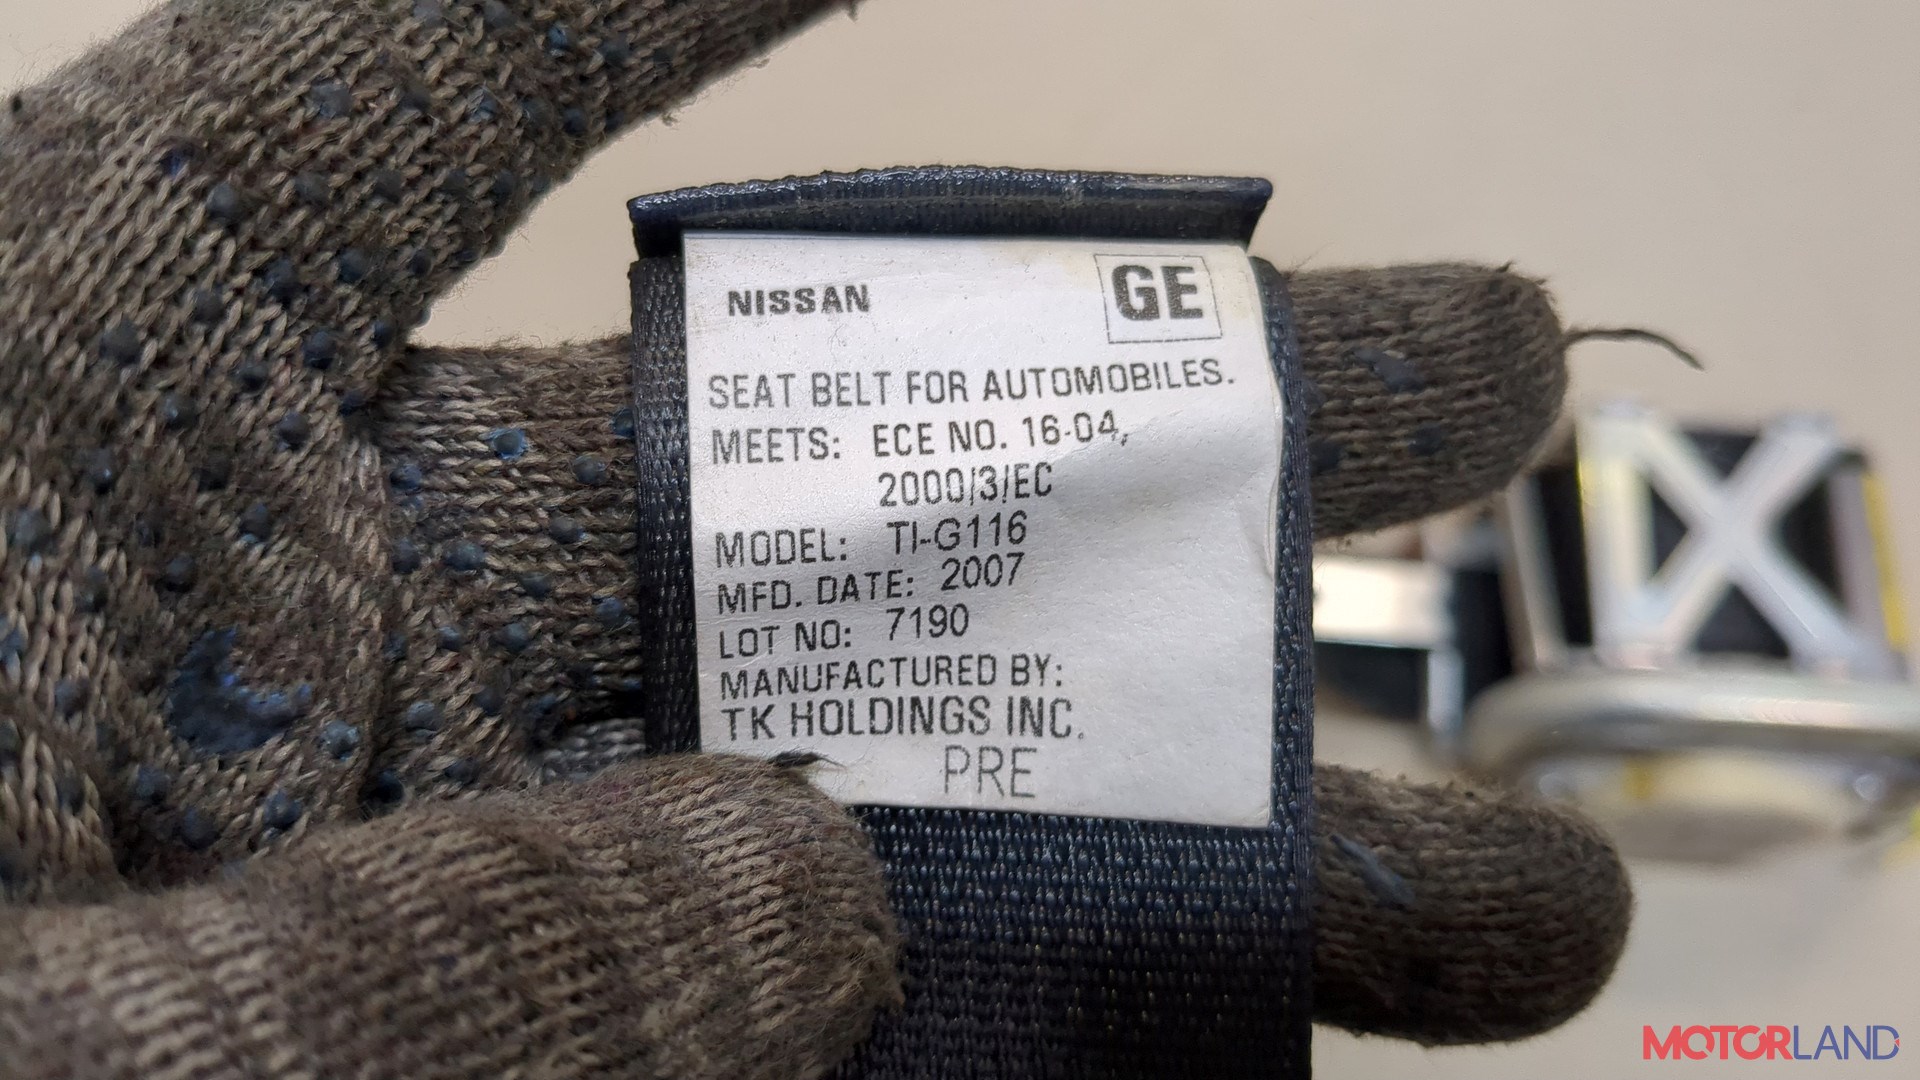 NISSAN
GE
SEAT BELT FOR AUTOMOBILES.
MEETS: ECE NO. 16-04,
2000/3/EC
MODEL: TI-G116
MFD. DATE: 2007
LOT NO: 7190
MANUFACTURED BY:
TK HOLDINGS INC.
PRE
MOTORLAND